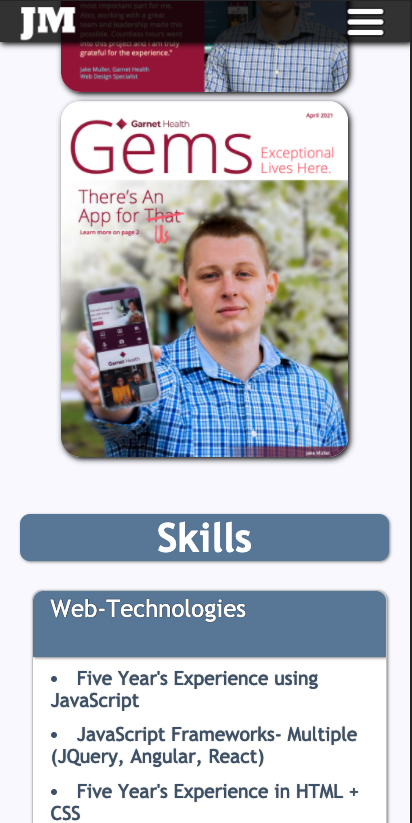 JM
most important part for me.
Also, working with a great
team and leadership made this
possible. Countless hours went
into this project and I am truly
grateful for the experience."
Jake Muller, Garnet Health
Web Design Specialist
April 2021
Garnet Health
Gems
Exceptional
Lives Here.
There's An
App for That
Us
Learn more on page 2
Garnet Health
Jake Muller
Skills
Web-Technologies
• Five Year's Experience using
JavaScript
• JavaScript Frameworks- Multiple
(JQuery, Angular, React)
• Five Year's Experience in HTML +
CSS